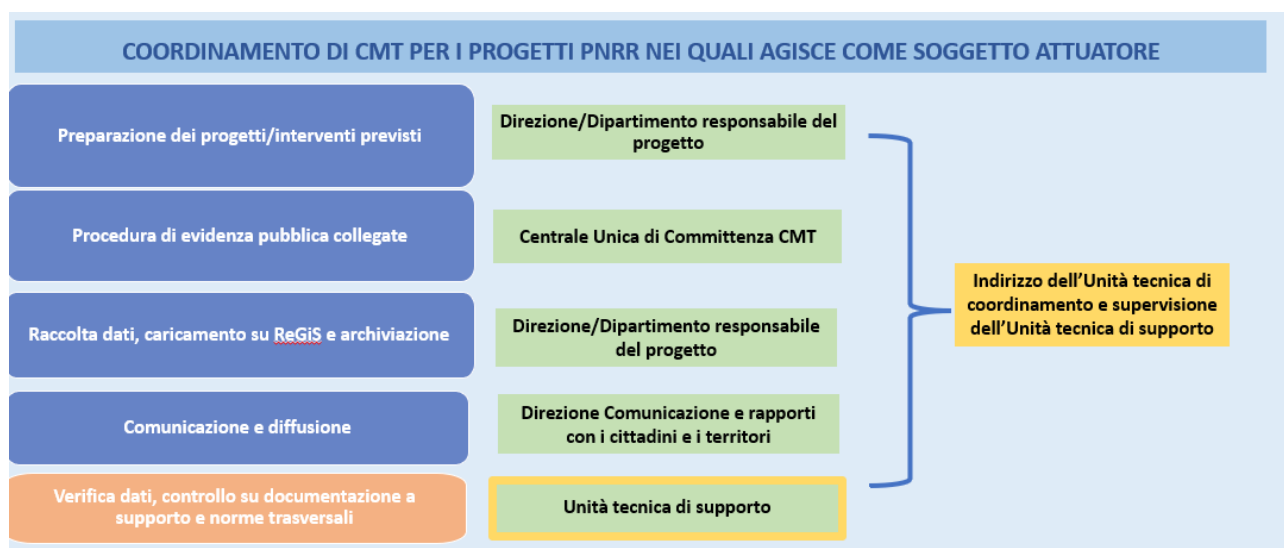 COORDINAMENTO DI CMT PER I PROGETTI PNRR NEI QUALI AGISCE COME SOGGETTO ATTUATORE
Preparazione dei progetti/interventi previsti
Direzione/Dipartimento responsabile del
progetto
Procedura di evidenza pubblica collegate
Centrale Unica di Committenza CMT
Raccolta dati, caricamento su ReGiS e archiviazione
Direzione/Dipartimento responsabile
del progetto
Comunicazione e diffusione
Direzione Comunicazione e rapporti
con i cittadini e i territori
Verifica dati, controllo su documentazione a
supporto e norme trasversali
Unità tecnica di supporto
Indirizzo dell'Unità tecnica di
coordinamento e supervisione
dell'Unità tecnica di supporto